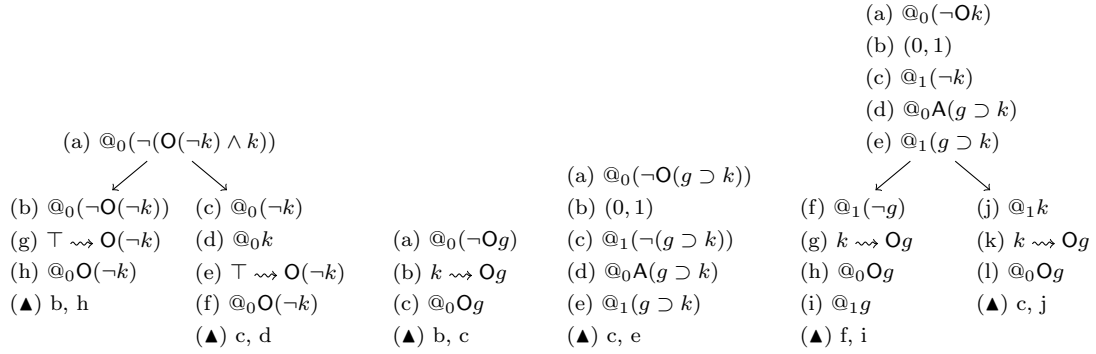 (a) @₀(¬(O(¬k) ∧ k))
(b) @₀(¬O(¬k))
(g) ⊤ ⇝ O(¬k)
(h) @₀O(¬k)
(▲) b, h
(c) @₀(¬k)
(d) @₀k
(e) ⊤ ⇝ O(¬k)
(f) @₀O(¬k)
(▲) c, d
(a) @₀(¬Og)
(b) k ⇝ Og
(c) @₀Og
(▲) b, c
(a) @₀(¬O(g ⊃ k))
(b) (0, 1)
(c) @₁(¬(g ⊃ k))
(d) @₀A(g ⊃ k)
(e) @₁(g ⊃ k)
(▲) c, e
(a) @₀(¬Ok)
(b) (0, 1)
(c) @₁(¬k)
(d) @₀A(g ⊃ k)
(e) @₁(g ⊃ k)
(f) @₁(¬g)
(g) k ⇝ Og
(h) @₀Og
(i) @₁g
(▲) f, i
(j) @₁k
(k) k ⇝ Og
(l) @₀Og
(▲) c, j